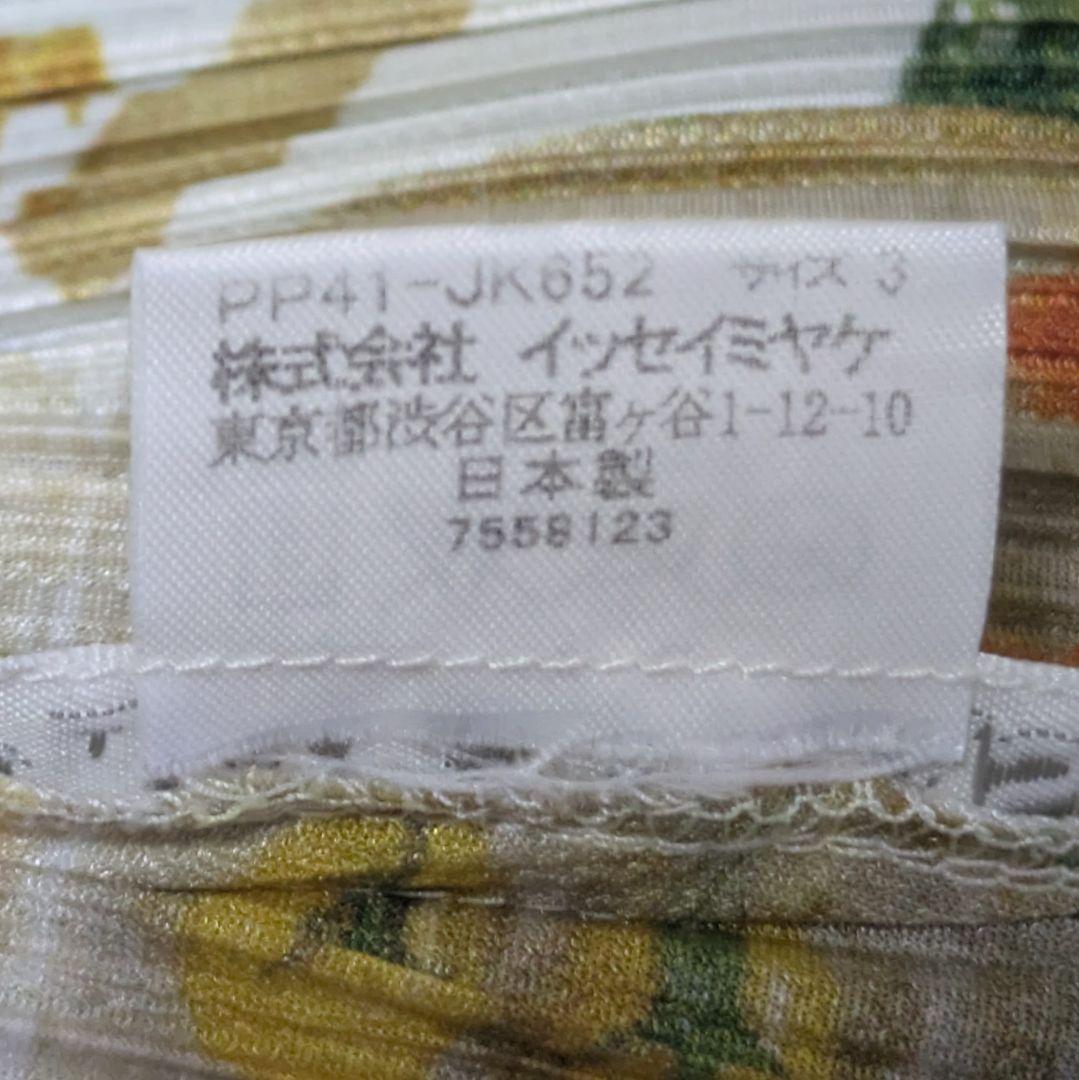 PP41-JK652 サイズ 3
株式会社 イッセイミヤケ
東京都渋谷区富ヶ谷1-12-10
日本製
7558123